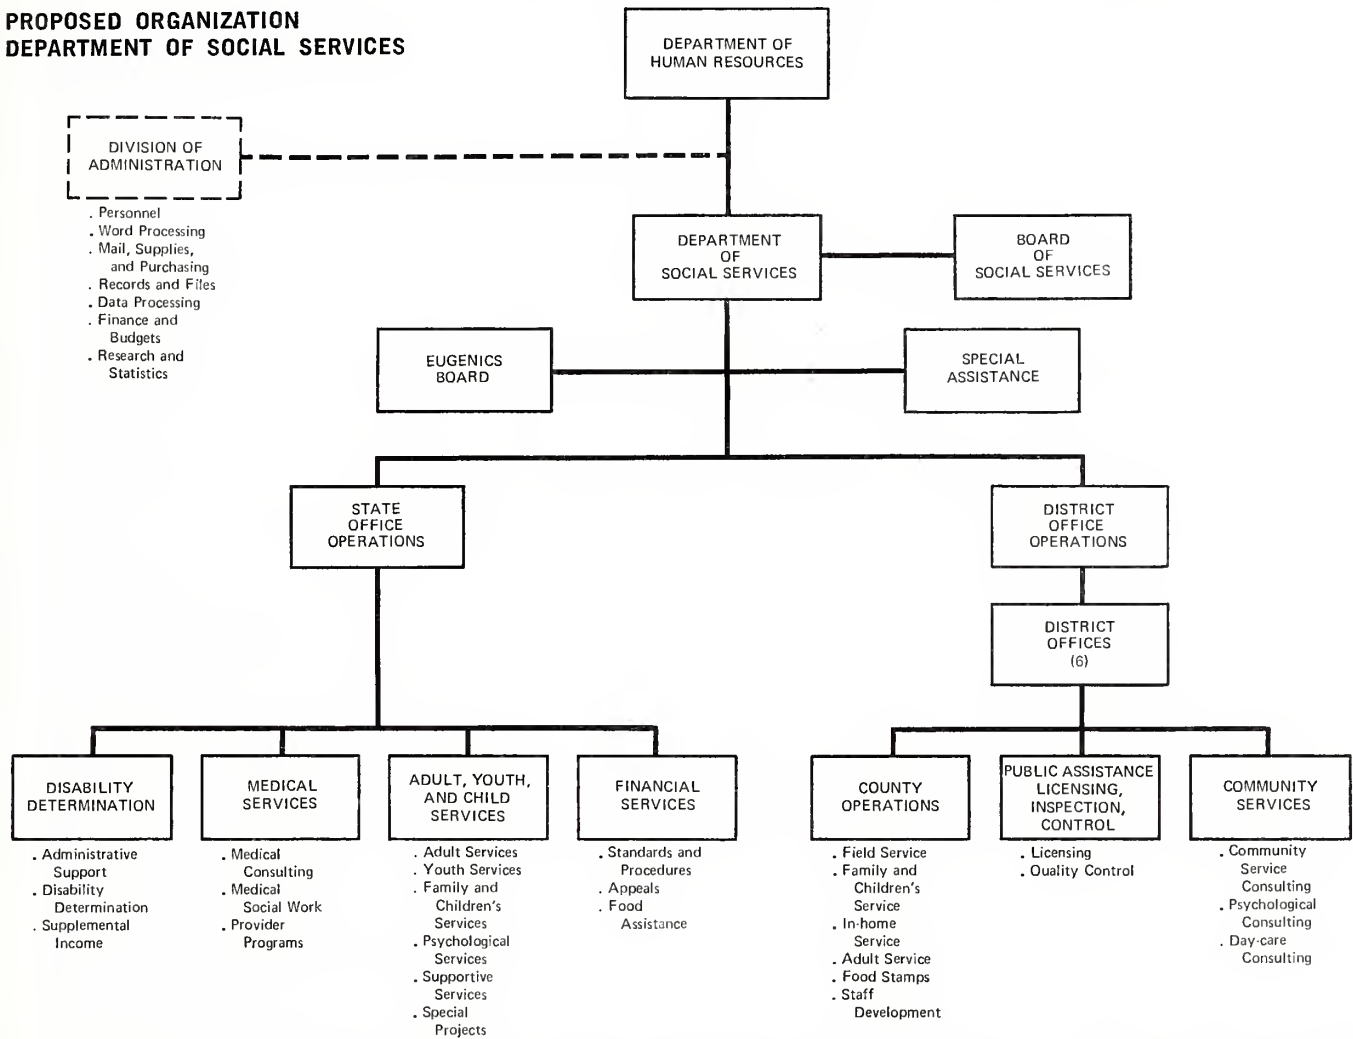 PROPOSED ORGANIZATION
DEPARTMENT OF SOCIAL SERVICES
DEPARTMENT OF
HUMAN RESOURCES
DIVISION OF
ADMINISTRATION
. Personnel
. Word Processing
. Mail, Supplies,
and Purchasing
. Records and Files
. Data Processing
. Finance and
Budgets
. Research and
Statistics
DEPARTMENT
OF
SOCIAL SERVICES
BOARD
OF
SOCIAL SERVICES
EUGENICS
BOARD
SPECIAL
ASSISTANCE
STATE
OFFICE
OPERATIONS
DISTRICT
OFFICE
OPERATIONS
DISTRICT
OFFICES
(6)
DISABILITY
DETERMINATION
. Administrative
Support
. Disability
Determination
. Supplemental
Income
MEDICAL
SERVICES
. Medical
Consulting
. Medical
Social Work
. Provider
Programs
ADULT, YOUTH,
AND CHILD
SERVICES
. Adult Services
. Youth Services
. Family and
Children's
Services
. Psychological
Services
. Supportive
Services
. Special
Projects
FINANCIAL
SERVICES
. Standards and
Procedures
. Appeals
. Food
Assistance
COUNTY
OPERATIONS
. Field Service
. Family and
Children's
Service
. In-home
Service
. Adult Service
. Food Stamps
. Staff
Development
PUBLIC ASSISTANCE
LICENSING,
INSPECTION,
CONTROL
. Licensing
. Quality Control
COMMUNITY
SERVICES
. Community
Service
Consulting
. Psychological
Consulting
. Day-care
Consulting